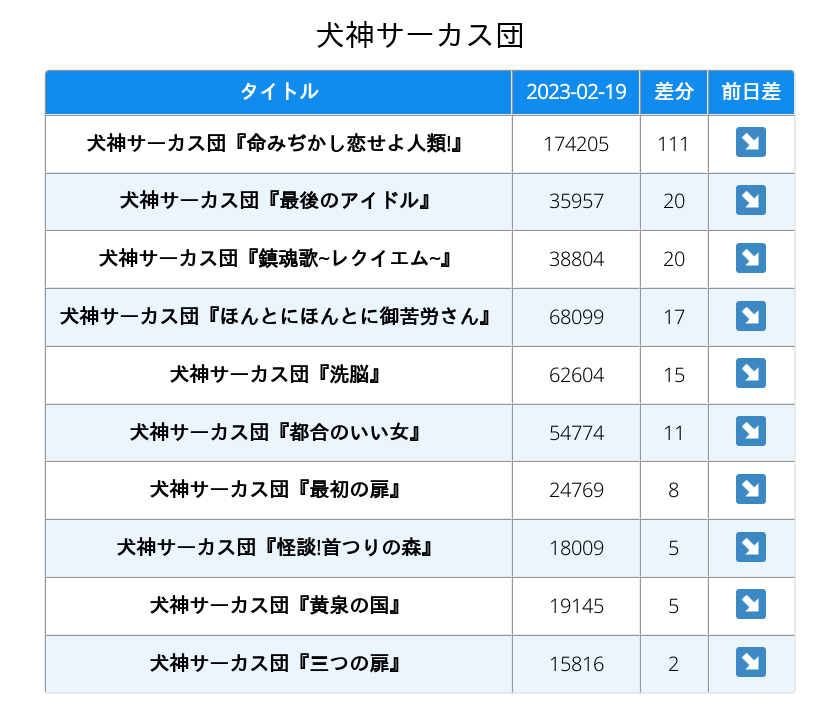 犬神サーカス団
タイトル 2023-02-19 差分 前日差
犬神サーカス団『命みぢかし恋せよ人類!』 174205 111 ↘
犬神サーカス団『最後のアイドル』 35957 20 ↘
犬神サーカス団『鎮魂歌~レクイエム~』 38804 20 ↘
犬神サーカス団『ほんとにほんとに御苦労さん』 68099 17 ↘
犬神サーカス団『洗脳』 62604 15 ↘
犬神サーカス団『都合のいい女』 54774 11 ↘
犬神サーカス団『最初の扉』 24769 8 ↘
犬神サーカス団『怪談!首つりの森』 18009 5 ↘
犬神サーカス団『黄泉の国』 19145 5 ↘
犬神サーカス団『三つの扉』 15816 2 ↘